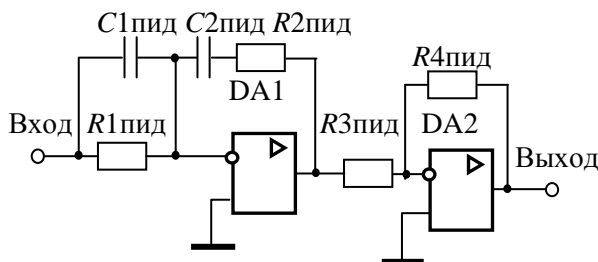 C1пид C2пид R2пид
R4пид
DA1
Вход R1пид R3пид DA2
Выход